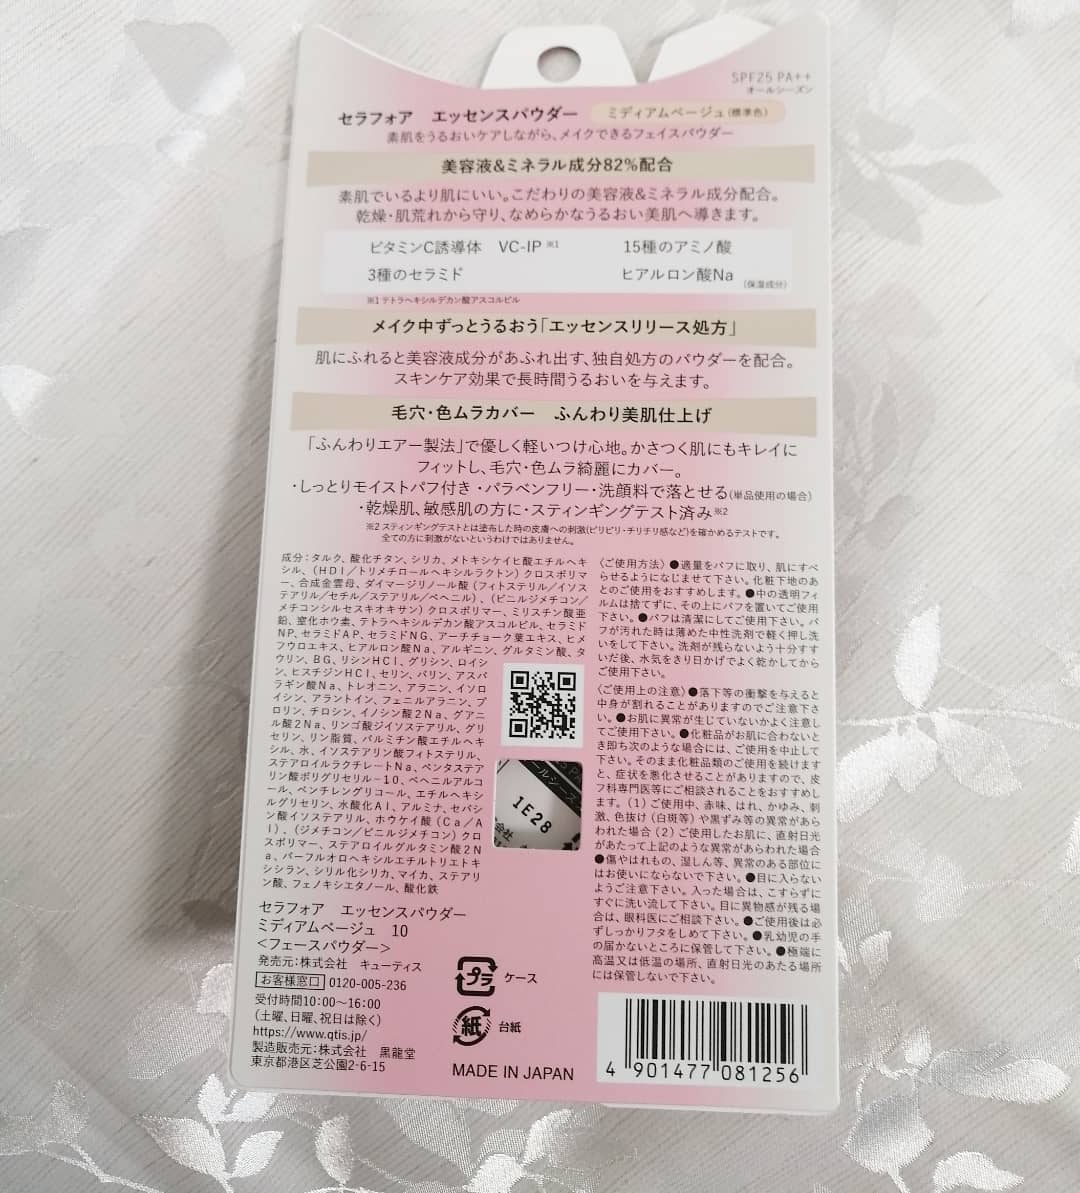 SPF25 PA++
オールシーズン
セラフォア エッセンスパウダー ミディアムベージュ(標準色)
素肌をうるおいケアしながら、メイクできるフェイスパウダー
美容液&ミネラル成分82%配合
素肌でいるより肌にいい。こだわりの美容液&ミネラル成分配合。
乾燥・肌荒れから守り、なめらかなうるおい美肌へ導きます。
ビタミンC誘導体 VC-IP ※1 15種のアミノ酸
3種のセラミド ヒアルロン酸Na (保湿成分)
※1 テトラヘキシルデカン酸アスコルビル
メイク中ずっとうるおう「エッセンスリリース処方」
肌にふれると美容液成分があふれ出す、独自処方のパウダーを配合。
スキンケア効果で長時間うるおいを与えます。
毛穴・色ムラカバー ふんわり美肌仕上げ
「ふんわりエアー製法」で優しく軽いつけ心地。かさつく肌にもキレイに
フィットし、毛穴・色ムラ綺麗にカバー。
・しっとりモイストパフ付き ・パラベンフリー ・洗顔料で落とせる(単品使用の場合)
・乾燥肌、敏感肌の方に ・スティンギングテスト済み※2
※2 スティンギングテストとは塗布した時の皮膚への刺激(ピリピリ・チリチリ感など)を確かめるテストです。
全ての方に刺激がないというわけではありません。
成分：タルク、酸化チタン、シリカ、メトキシケイヒ酸エチルヘキ
シル、（ＨＤＩ／トリメチロールヘキシルラクトン）クロスポリマ
ー、合成金雲母、ダイマージリノール酸（フィトステリル／イソス
テアリル／セチル／ステアリル／ベヘニル）、（ビニルジメチコン／
メチコンシルセスキオキサン）クロスポリマー、ミリスチン酸亜
鉛、窒化ホウ素、テトラヘキシルデカン酸アスコルビル、セラミド
ＮＰ、セラミドＡＰ、セラミドＮＧ、アーチチョーク葉エキス、ヒメ
フウロエキス、ヒアルロン酸Ｎａ、アルギニン、グルタミン酸、タ
ウリン、ＢＧ、リシンＨＣｌ、グリシン、ロイシ
ン、ヒスチジンＨＣｌ、セリン、バリン、アスパ
ラギン酸Ｎａ、トレオニン、アラニン、イソロ
イシン、アラントイン、フェニルアラニン、プ
ロリン、チロシン、イノシン酸２Ｎａ、グアニ
ル酸２Ｎａ、リンゴ酸ジイソステアリル、グリ
セリン、リン脂質、パルミチン酸エチルヘキ
シル、水、イソステアリン酸フィトステリル、
ステアロイルラクチレートＮａ、ペンタステア
リン酸ポリグリセリル－１０、ベヘニルアルコ
ール、ペンチレングリコール、エチルヘキシ
ルグリセリン、水酸化Ａｌ、アルミナ、セバシ
ン酸イソステアリル、ホウケイ酸（Ｃａ／Ａ
ｌ）、（ジメチコン／ビニルジメチコン）クロ
スポリマー、ステアロイルグルタミン酸２Ｎ
ａ、パーフルオロヘキシルエチルトリエトキ
シシラン、シリル化シリカ、マイカ、ステアリ
ン酸、フェノキシエタノール、酸化鉄
セラフォア エッセンスパウダー
ミディアムベージュ 10
＜フェースパウダー＞
発売元：株式会社 キューティス
お客様窓口 0120-005-236
受付時間10:00～16:00
(土曜、日曜、祝日は除く)
https://www.qtis.jp/
製造販売元：株式会社 黒龍堂
東京都港区芝公園2-6-15
1E28
プラ ケース
紙 台紙
MADE IN JAPAN
〈ご使用方法〉●適量をパフに取り、肌にすべ
らせるようになじませて下さい。化粧下地のあ
とのご使用をおすすめします。●中の透明フィ
ルムは捨てずに、その上にパフを置いてご使用
下さい。●パフは清潔にしてご使用下さい。パ
フが汚れた時は薄めた中性洗剤で軽く押し洗
いをして下さい。洗剤が残らないよう十分すす
いだ後、水気をきり日かげでよく乾かしてから
ご使用下さい。
〈ご使用上の注意〉●落下等の衝撃を与えると
中身が割れることがありますのでご注意下さ
い。●お肌に異常が生じていないかよく注意し
てご使用下さい。●化粧品がお肌に合わないと
き即ち次のような場合には、ご使用を中止して
下さい。そのまま化粧品類のご使用を続けます
と、症状を悪化させることがありますので、皮
フ科専門医等にご相談されることをおすすめし
ます。（１）ご使用中、赤味、はれ、かゆみ、刺
激、色抜け（白斑等）や黒ずみ等の異常があら
われた場合（２）ご使用したお肌に、直射日光
があたって上記のような異常があらわれた場合
●傷やはれもの、湿しん等、異常のある部位に
はお使いにならないで下さい。●目に入らない
ようご注意下さい。入った場合は、こすらずに
すぐに洗い流して下さい。目に異物感が残る場
合は、眼科医にご相談下さい。●ご使用後は必
ずしっかりフタをしめて下さい。●乳幼児の手
の届かないところに保管して下さい。●極端に
高温又は低温の場所、直射日光のあたる場所
には保管しないで下さい。
4 901477 081256